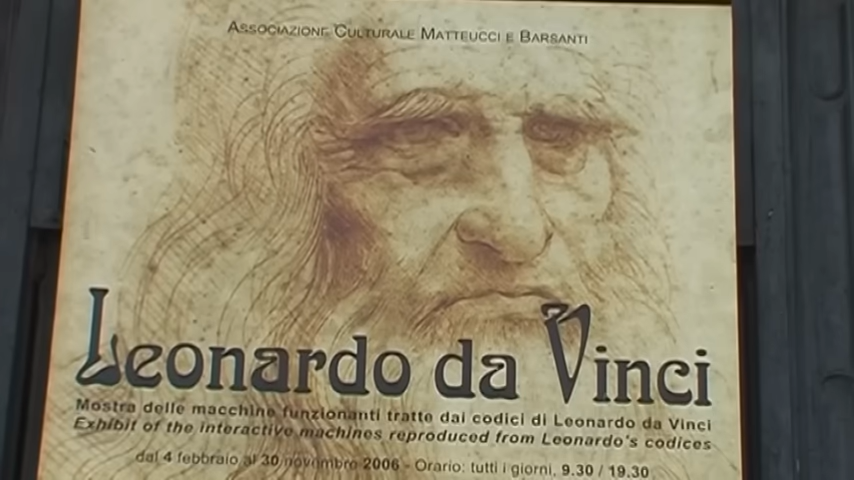 Associazione Culturale Matteucci e Barsanti
Leonardo da Vinci
Mostra delle macchine funzionanti tratte dai codici di Leonardo da Vinci
Exhibit of the interactive machines reproduced from Leonardo's codices
dal 4 febbraio al 30 novembre 2006 - Orario: tutti i giorni, 9.30 / 19.30